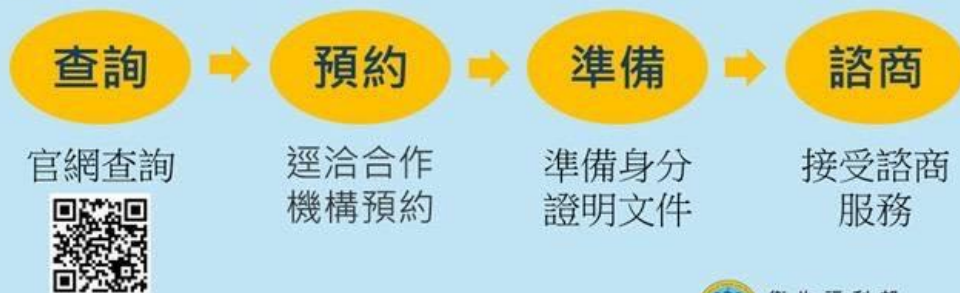 查詢
預約
準備
諮商
官網查詢
逕洽合作
機構預約
準備身分
證明文件
接受諮商
服務